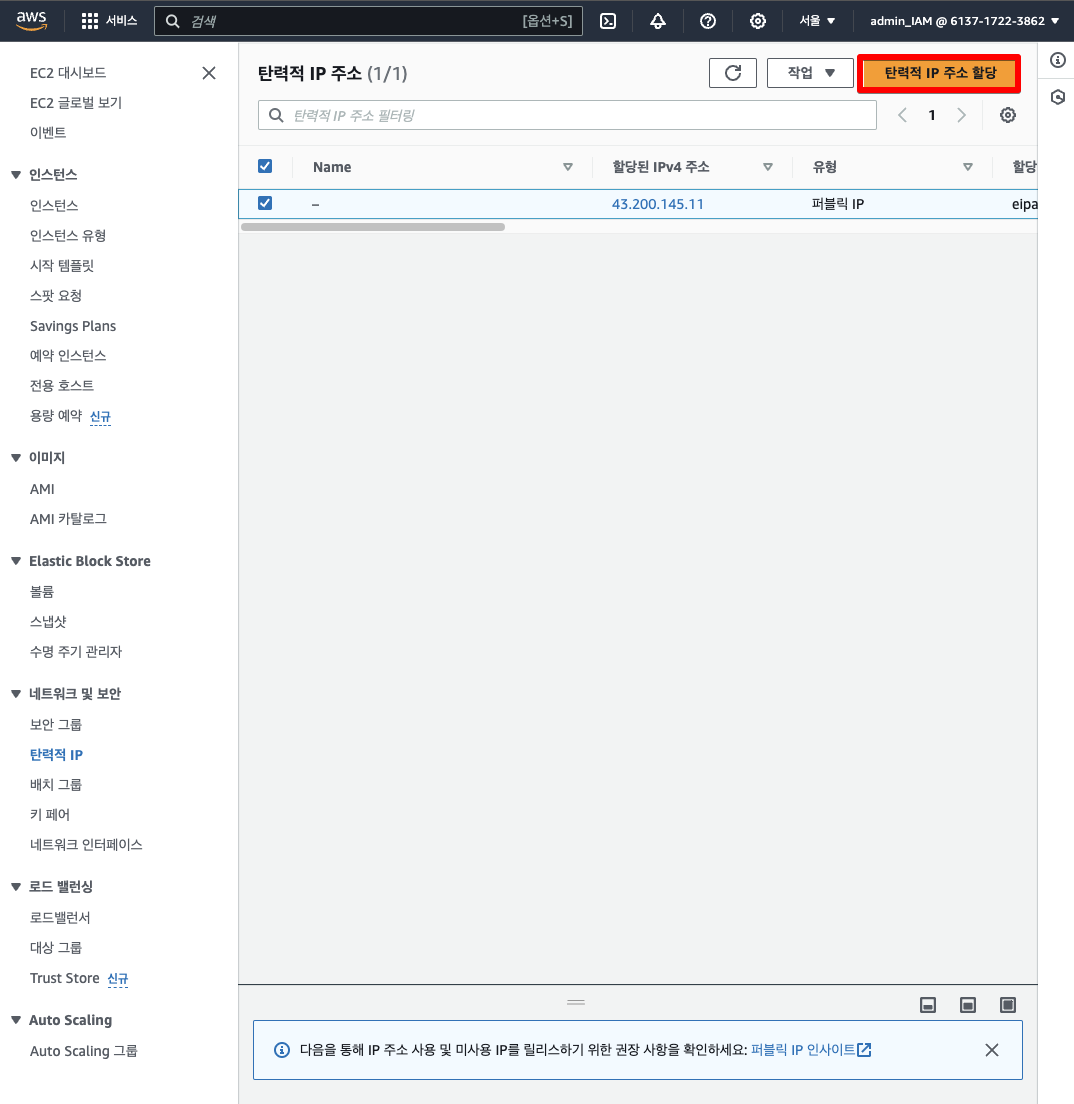 aws
서비스
검색
[옵션+S]
서울
admin_IAM @ 6137-1722-3862
EC2 대시보드
EC2 글로벌 보기
이벤트
인스턴스
인스턴스
인스턴스 유형
시작 템플릿
스팟 요청
Savings Plans
예약 인스턴스
전용 호스트
용량 예약 신규
이미지
AMI
AMI 카탈로그
Elastic Block Store
볼륨
스냅샷
수명 주기 관리자
네트워크 및 보안
보안 그룹
탄력적 IP
배치 그룹
키 페어
네트워크 인터페이스
로드 밸런싱
로드밸런서
대상 그룹
Trust Store 신규
Auto Scaling
Auto Scaling 그룹
탄력적 IP 주소 (1/1)
작업
탄력적 IP 주소 할당
탄력적 IP 주소 필터링
1
Name
할당된 IPv4 주소
유형
할당
–
43.200.145.11
퍼블릭 IP
eipa
다음을 통해 IP 주소 사용 및 미사용 IP를 릴리스하기 위한 권장 사항을 확인하세요: 퍼블릭 IP 인사이트